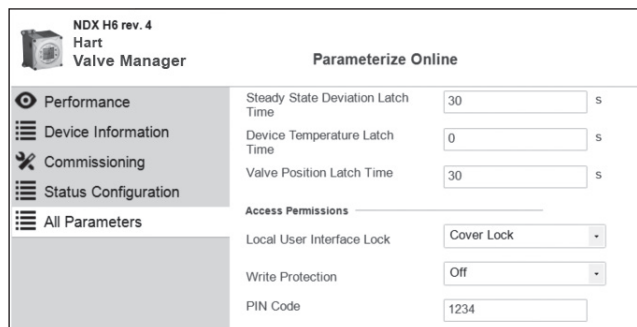 NDX H6 rev. 4
Hart
Valve Manager
Parameterize Online
Performance
Device Information
Commissioning
Status Configuration
All Parameters
Steady State Deviation Latch
Time
30 s
Device Temperature Latch
Time
0 s
Valve Position Latch Time 30 s
Access Permissions
Local User Interface Lock Cover Lock
Write Protection Off
PIN Code 1234